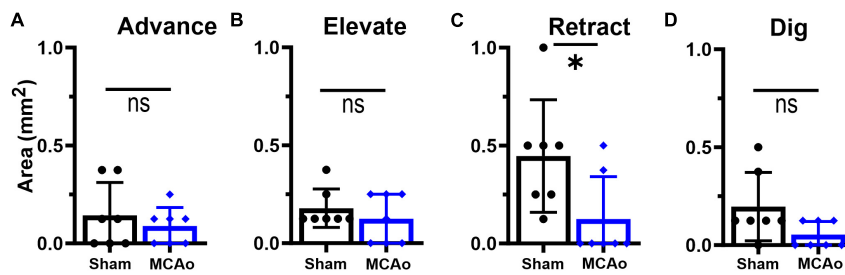 A Advance
Area (mm2)
1.0
0.5
0.0
ns
Sham MCAo
B Elevate
1.0
0.5
0.0
ns
Sham MCAo
C Retract
1.0
0.5
0.0
*
Sham MCAo
D Dig
1.0
0.5
0.0
ns
Sham MCAo